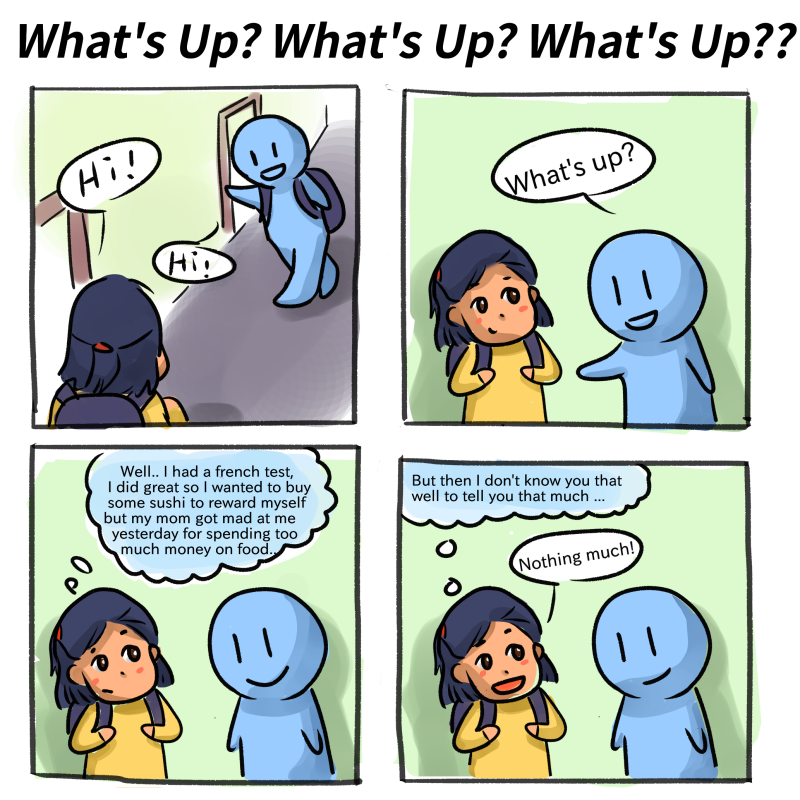 What's Up? What's Up? What's Up??
Hi!
Hi!
What's up?
Well.. I had a french test,
I did great so I wanted to buy
some sushi to reward myself
but my mom got mad at me
yesterday for spending too
much money on food..
But then I don't know you that
well to tell you that much ...
Nothing much!